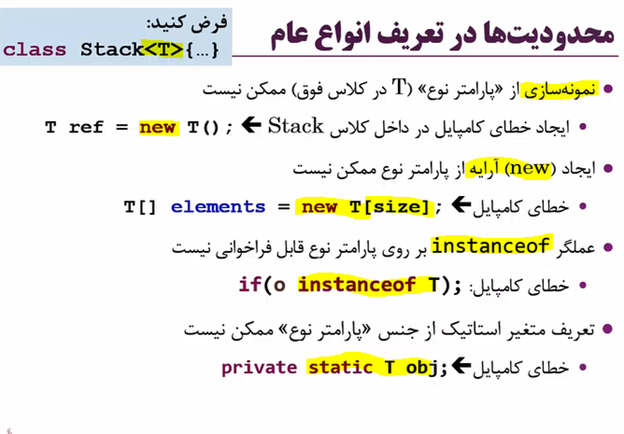 فرض کنید:
class Stack<T>{…}
محدودیت‌ها در تعریف انواع عام
• نمونه‌سازی از «پارامتر نوع» (T در کلاس فوق) ممکن نیست
• ایجاد خطای کامپایل در داخل کلاس Stack 🡸 T ref = new T();
• ایجاد (new) آرایه از پارامتر نوع ممکن نیست
• خطای کامپایل 🡸 T[] elements = new T[size];
• عملگر instanceof بر روی پارامتر نوع قابل فراخوانی نیست
• خطای کامپایل: if(o instanceof T);
• تعریف متغیر استاتیک از جنس «پارامتر نوع» ممکن نیست
• خطای کامپایل 🡸 private static T obj;